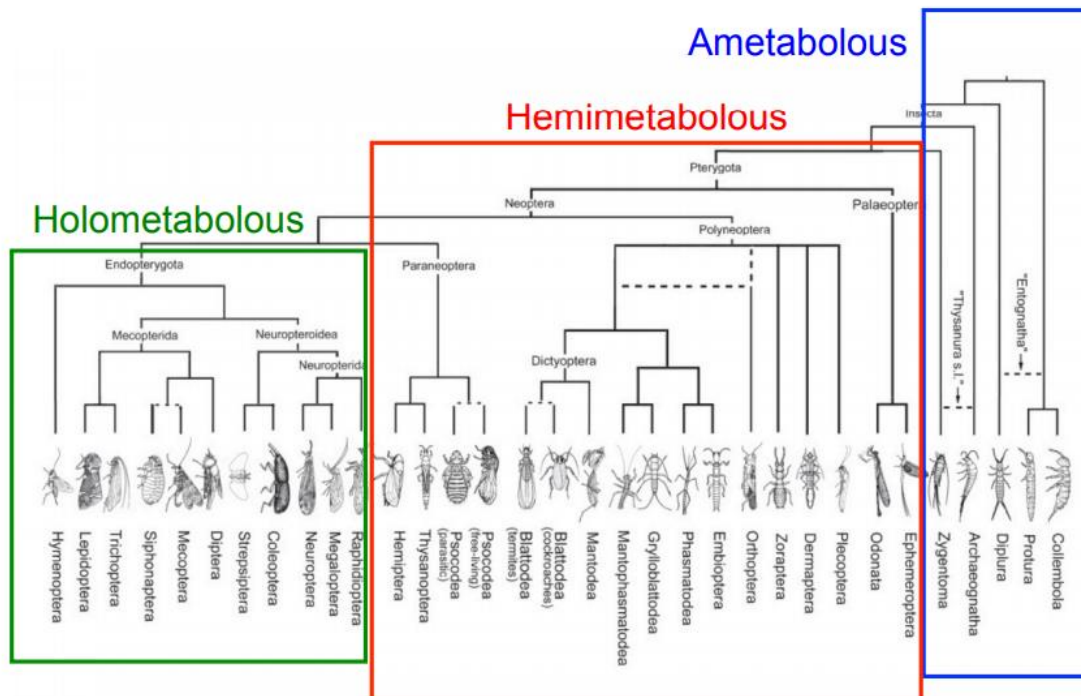 Ametabolous
Hemimetabolous
Holometabolous
Insecta
Pterygota
Neoptera
Palaeopter
Polyneoptera
Endopterygota
Paraneoptera
Mecopterida
Neuropteroidea
Neuropterida
Dictyoptera
"Thysanura s.l."
"Entognatha"
Hymenoptera
Lepidoptera
Trichoptera
Siphonaptera
Mecoptera
Diptera
Strepsiptera
Coleoptera
Neuroptera
Megaloptera
Raphidioptera
Hemiptera
Thysanoptera
Psocodea
(parasitic)
Psocodea
(free-living)
Blattodea
(termites)
Blattodea
(cockroaches)
Mantodea
Mantophasmatodea
Grylloblattodea
Phasmatodea
Embioptera
Orthoptera
Zoraptera
Dermaptera
Plecoptera
Odonata
Ephemeroptera
Zygentoma
Archaeognatha
Diplura
Protura
Collembola